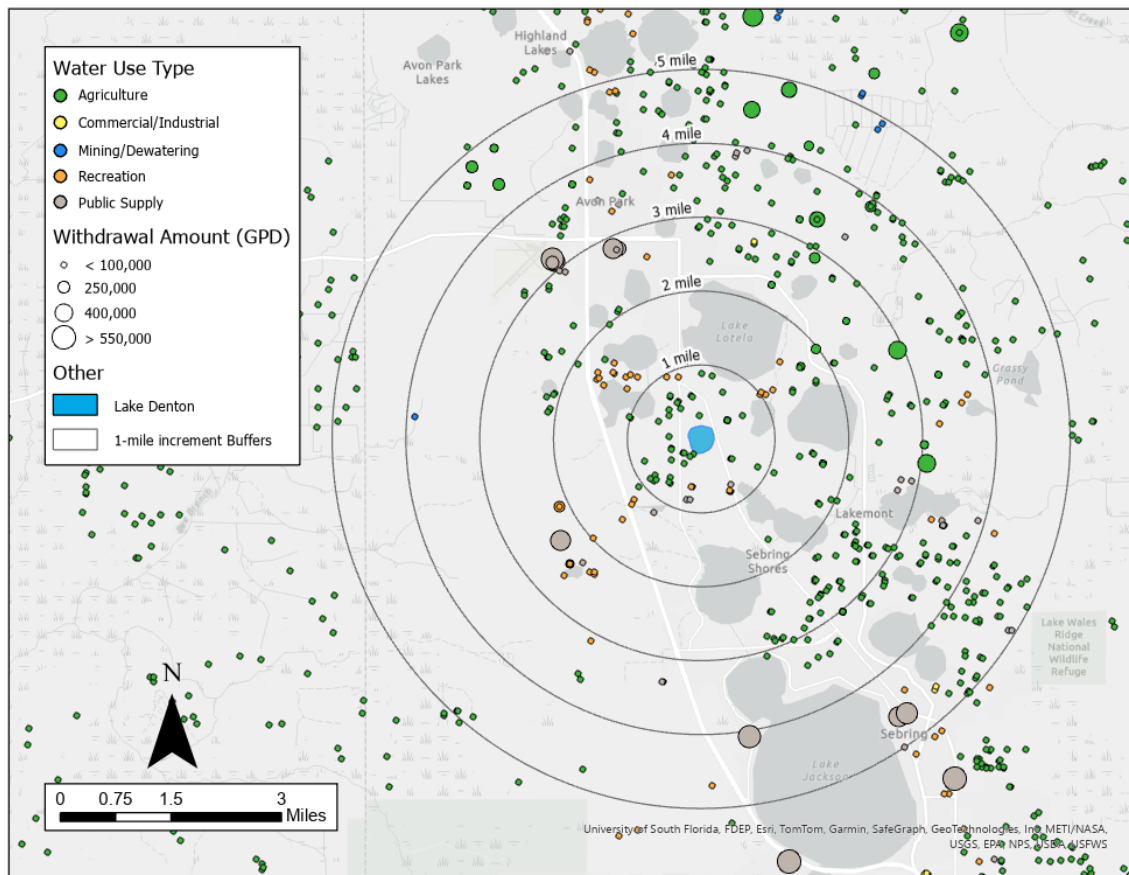 Water Use Type
Agriculture
Commercial/Industrial
Mining/Dewatering
Recreation
Public Supply
Withdrawal Amount (GPD)
< 100,000
250,000
400,000
> 550,000
Other
Lake Denton
1-mile increment Buffers
Highland
Lakes
Avon Park
Lakes
5 mile
4 mile
Avon Park
3 mile
2 mile
Lake
Lotela
1 mile
Grassy
Pond
Lakemont
Sebring
Shores
Lake Wales
Ridge
National
Wildlife
Refuge
Sebring
Lake
Jackson
N
0 0.75 1.5 3
Miles
University of South Florida, FDEP, Esri, TomTom, Garmin, SafeGraph, GeoTechnologies, Inc, METI/NASA,
USGS, EPA, NPS, USDA, USFWS